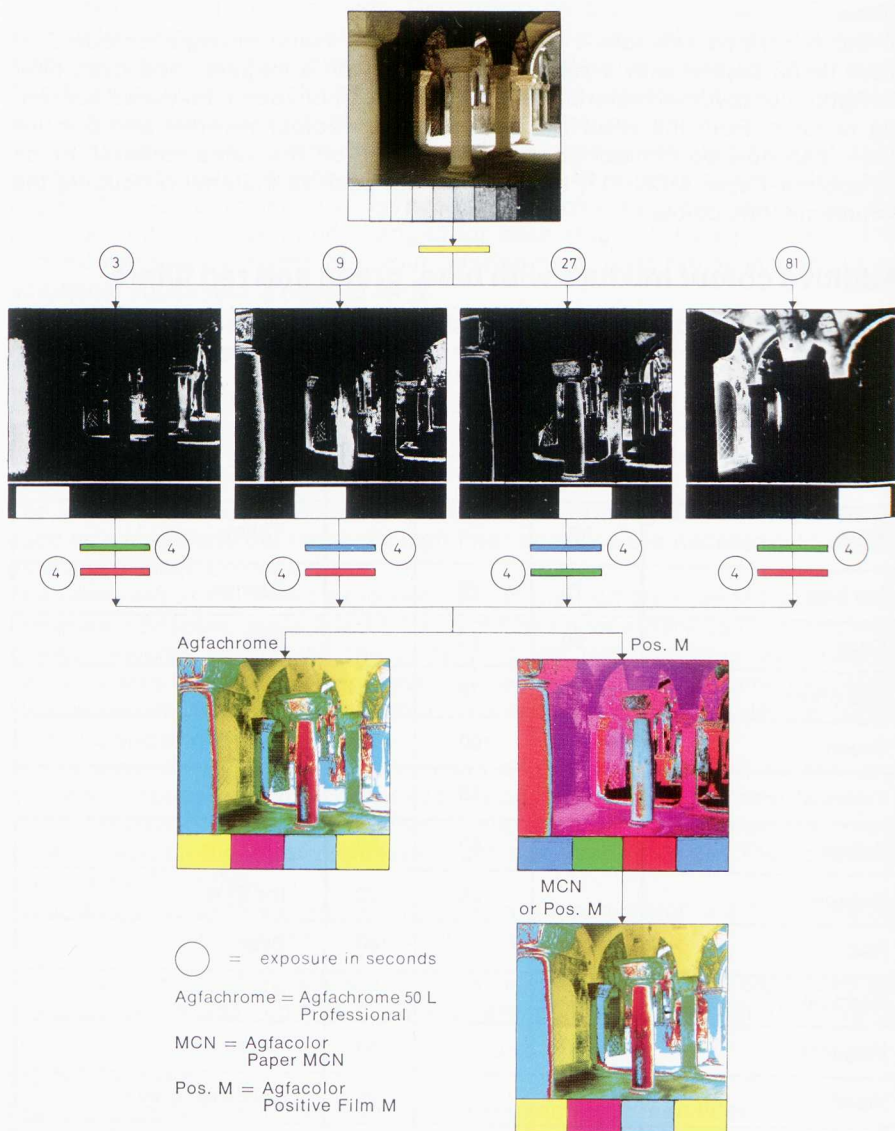 3
9
27
81
4
4
4
4
4
4
4
4
Agfachrome
Pos. M
MCN
or Pos. M
= exposure in seconds
Agfachrome = Agfachrome 50 L
Professional
MCN = Agfacolor
Paper MCN
Pos. M = Agfacolor
Positive Film M